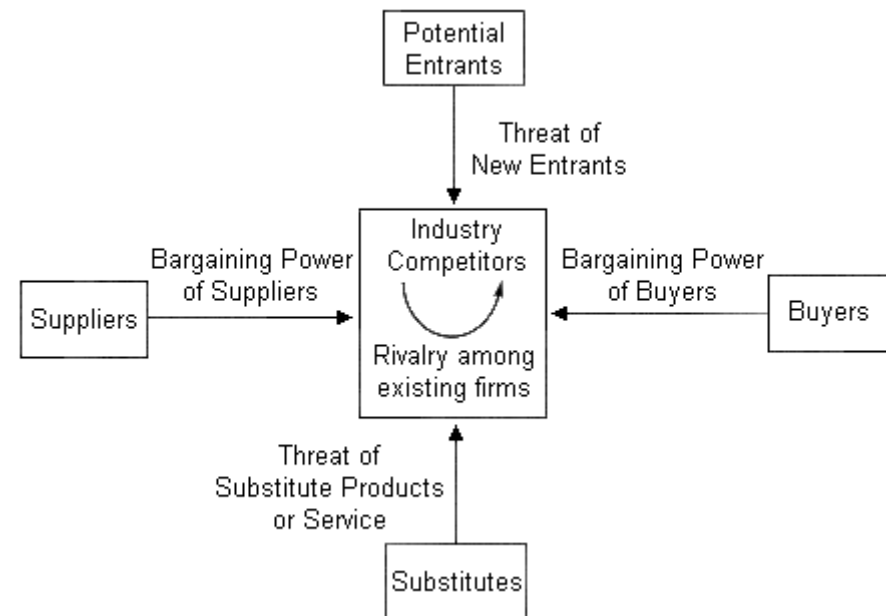 Potential
Entrants
Threat of
New Entrants
Industry
Competitors
Bargaining Power
of Suppliers
Bargaining Power
of Buyers
Suppliers
Buyers
Rivalry among
existing firms
Threat of
Substitute Products
or Service
Substitutes